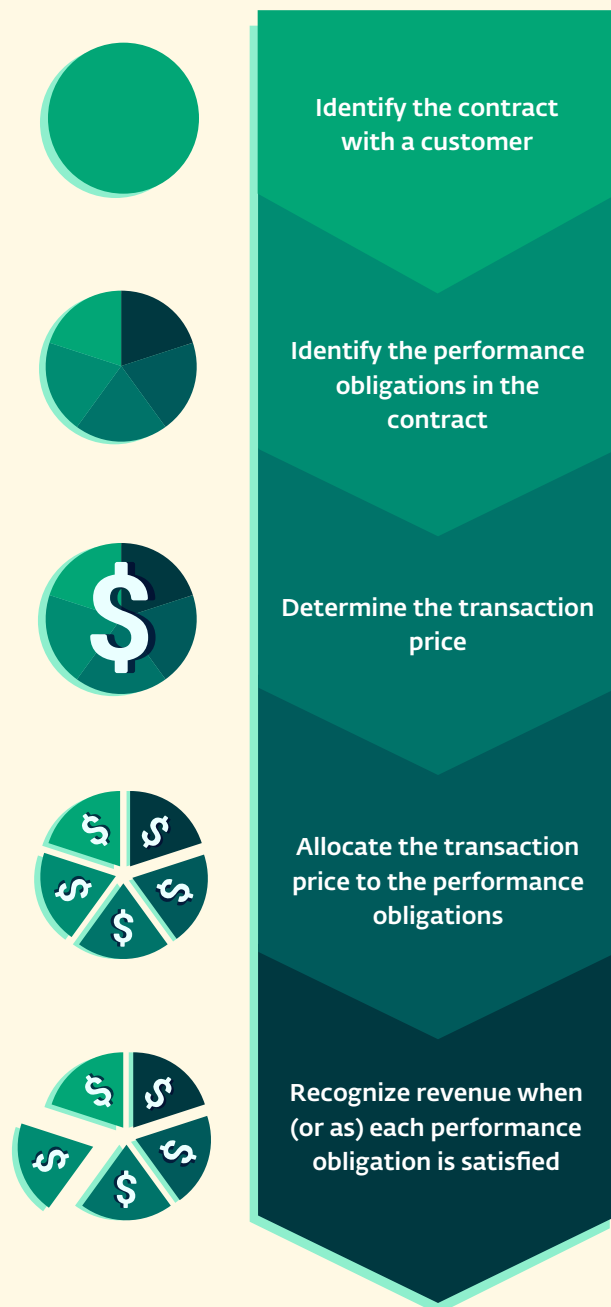 Identify the contract
with a customer
Identify the performance
obligations in the
contract
$
Determine the transaction
price
$ $
$ $
$
Allocate the transaction
price to the performance
obligations
$ $
$ $
$
Recognize revenue when
(or as) each performance
obligation is satisfied